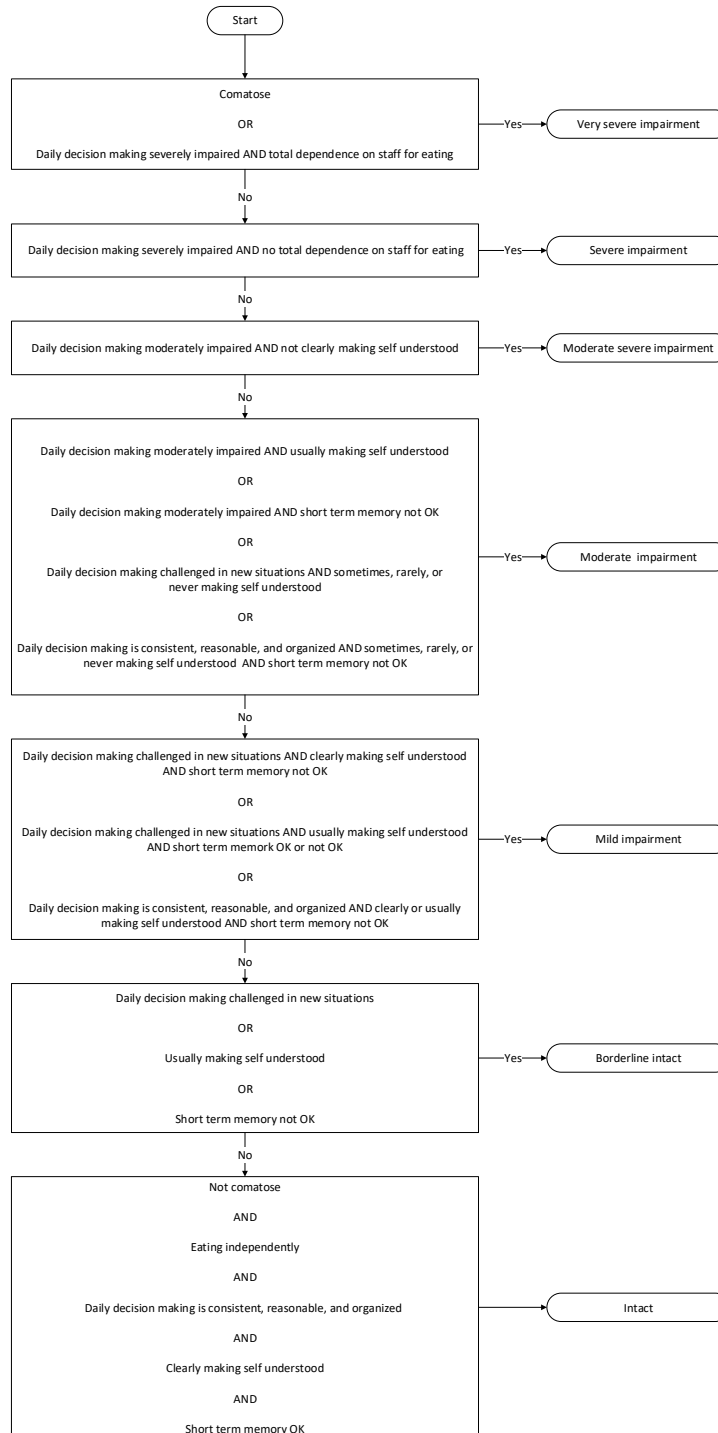 Start
Comatose
OR
Daily decision making severely impaired AND total dependence on staff for eating
Yes
Very severe impairment
No
Daily decision making severely impaired AND no total dependence on staff for eating
Yes
Severe impairment
No
Daily decision making moderately impaired AND not clearly making self understood
Yes
Moderate severe impairment
No
Daily decision making moderately impaired AND usually making self understood
OR
Daily decision making moderately impaired AND short term memory not OK
OR
Daily decision making challenged in new situations AND sometimes, rarely, or
never making self understood
OR
Daily decision making is consistent, reasonable, and organized AND sometimes, rarely, or
never making self understood AND short term memory not OK
Yes
Moderate impairment
No
Daily decision making challenged in new situations AND clearly making self understood
AND short term memory not OK
OR
Daily decision making challenged in new situations AND usually making self understood
AND short term memork OK or not OK
OR
Daily decision making is consistent, reasonable, and organized AND clearly or usually
making self understood AND short term memory not OK
Yes
Mild impairment
No
Daily decision making challenged in new situations
OR
Usually making self understood
OR
Short term memory not OK
Yes
Borderline intact
No
Not comatose
AND
Eating independently
AND
Daily decision making is consistent, reasonable, and organized
AND
Clearly making self understood
AND
Short term memory OK
Intact